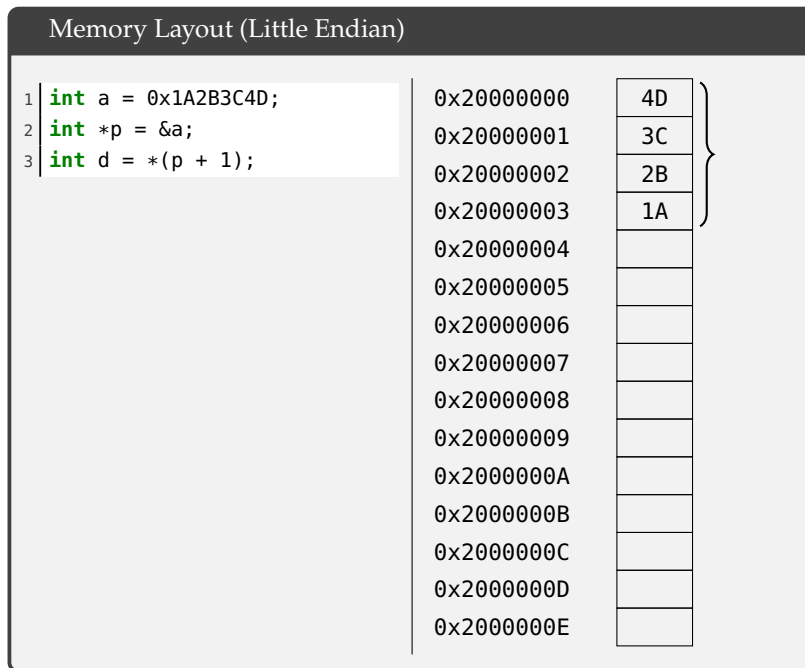 Memory Layout (Little Endian)
1 int a = 0x1A2B3C4D;
2 int *p = &a;
3 int d = *(p + 1);
0x20000000 4D
0x20000001 3C
0x20000002 2B
0x20000003 1A
0x20000004
0x20000005
0x20000006
0x20000007
0x20000008
0x20000009
0x2000000A
0x2000000B
0x2000000C
0x2000000D
0x2000000E